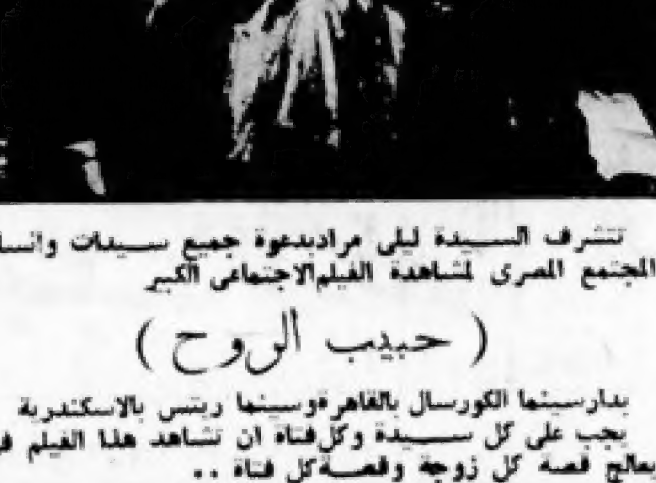 تتشرف السيدة ليلى مراد بدعوة جميع سيدات وانسا
المجتمع المصرى لمشاهدة الفيلم الاجتماعى الكبير
( حبيب الروح )
بدار سينما الكورسال بالقاهرة وسينما ريتس بالاسكندرية
يجب على كل سيدة وكل فتاة ان تشاهد هذا الفيلم فه
يعالج قصة كل زوجة وقصة كل فتاة ..